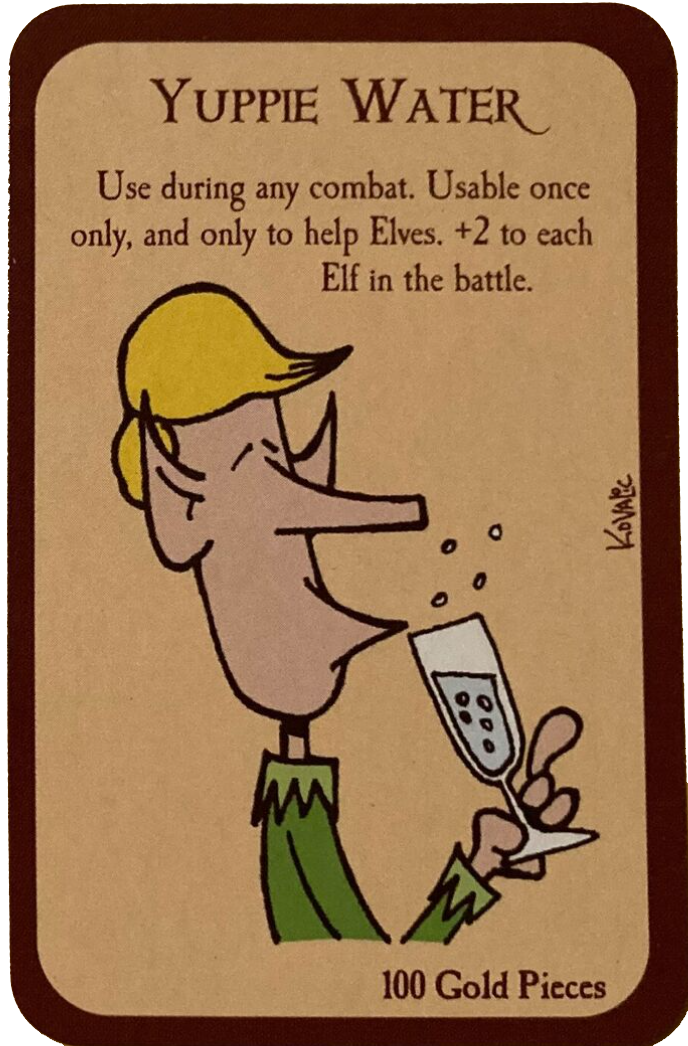 Yuppie Water
Use during any combat. Usable once
only, and only to help Elves. +2 to each
Elf in the battle.
Kovalic
100 Gold Pieces